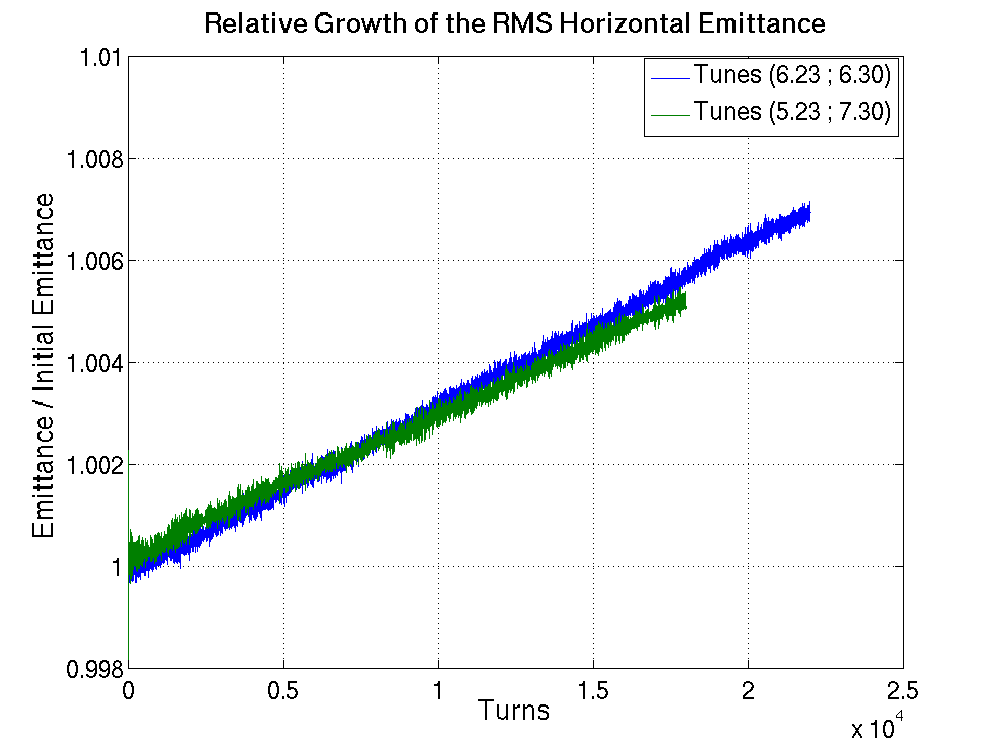 Relative Growth of the RMS Horizontal Emittance
Tunes (6.23 ; 6.30)
Tunes (5.23 ; 7.30)
Emittance / Initial Emittance
1.01
1.008
1.006
1.004
1.002
1
0.998
0 0.5 1 1.5 2 2.5
Turns
x 10⁴